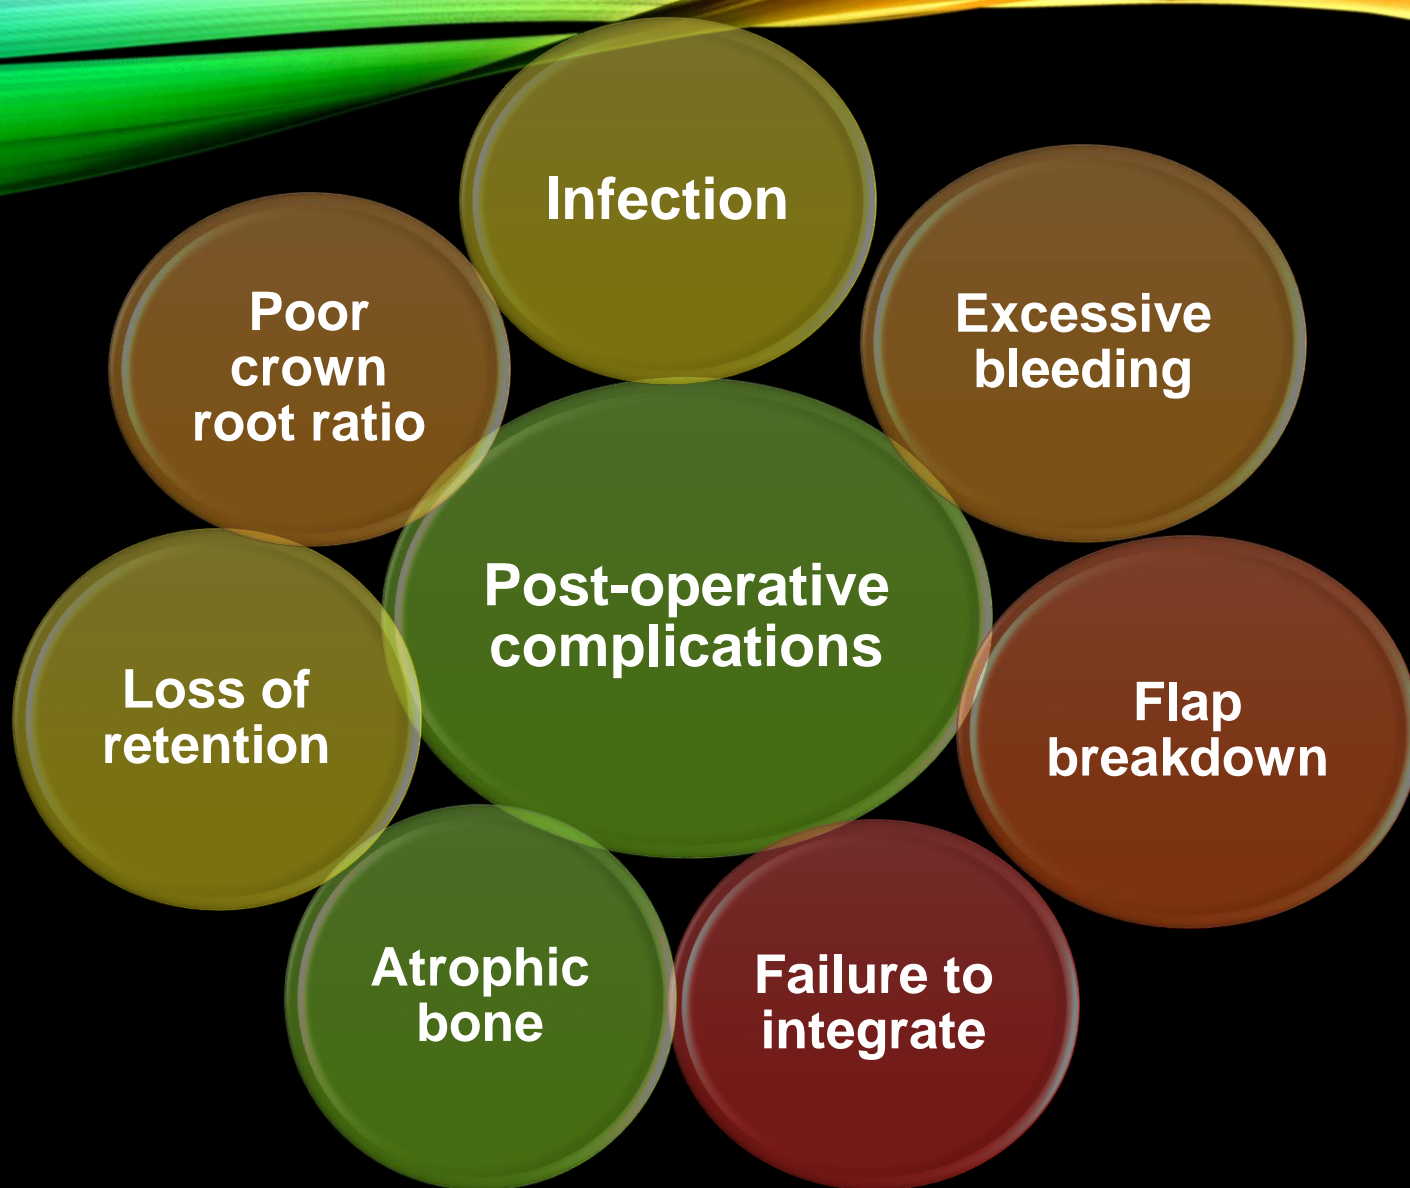 Infection
Excessive
bleeding
Poor
crown
root ratio
Post-operative
complications
Loss of
retention
Flap
breakdown
Atrophic
bone
Failure to
integrate